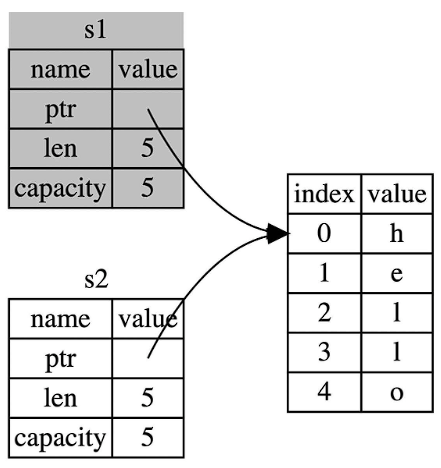 s1
name value
ptr
len 5
capacity 5
s2
name value
ptr
len 5
capacity 5
index value
0 h
1 e
2 l
3 l
4 o